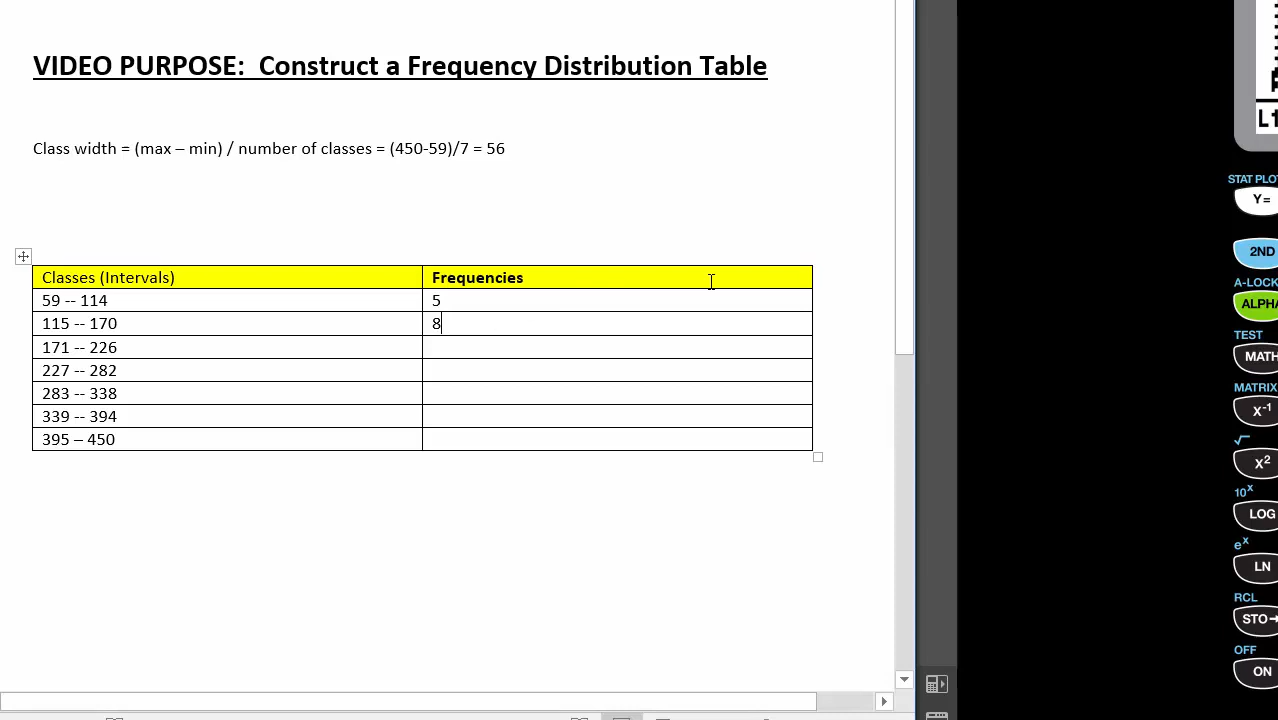 VIDEO PURPOSE:  Construct a Frequency Distribution Table
Class width = (max – min) / number of classes = (450-59)/7 = 56
Classes (Intervals) Frequencies
59 -- 114 5
115 -- 170 8
171 -- 226
227 -- 282
283 -- 338
339 -- 394
395 – 450
STAT PLO
Y=
2ND
A-LOCK
ALPHA
TEST
MATH
MATRIX
X-1
√
X2
10x
LOG
ex
LN
RCL
STO→
OFF
ON